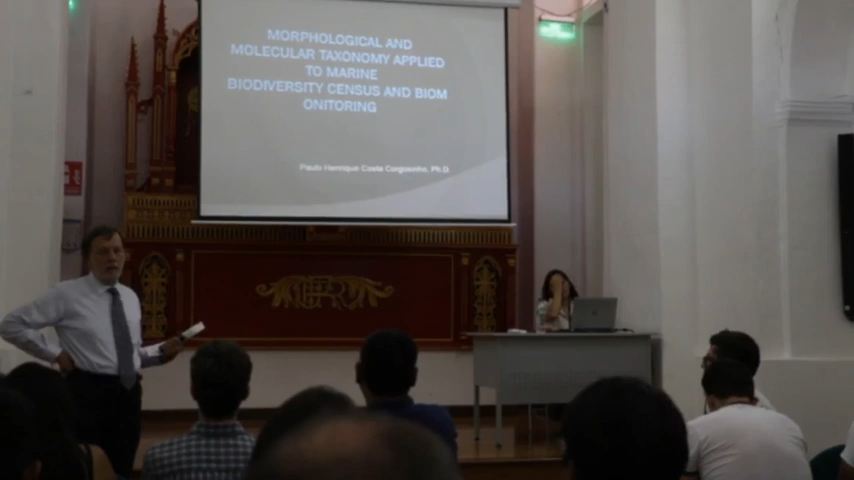 MORPHOLOGICAL AND
MOLECULAR TAXONOMY APPLIED
TO MARINE
BIODIVERSITY CENSUS AND BIOM
ONITORING
Paulo Henrique Costa Corgosinho, Ph.D.